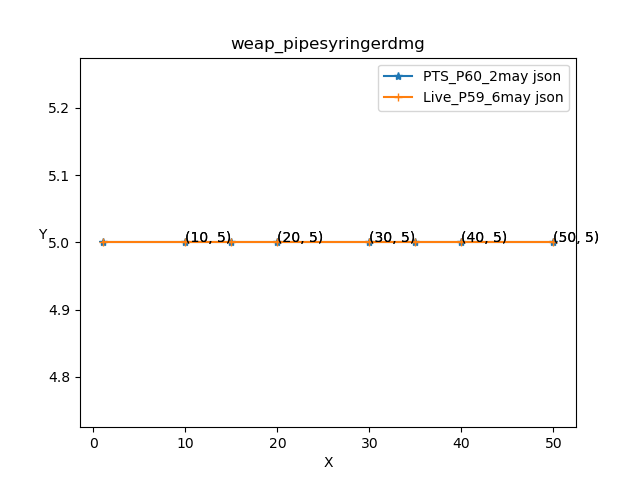 weap_pipesyringerdmg
PTS_P60_2may json
Live_P59_6may json
5.2
5.1
Y 5.0
(10, 5) (20, 5) (30, 5) (40, 5) (50, 5)
4.9
4.8
0 10 20 30 40 50
X